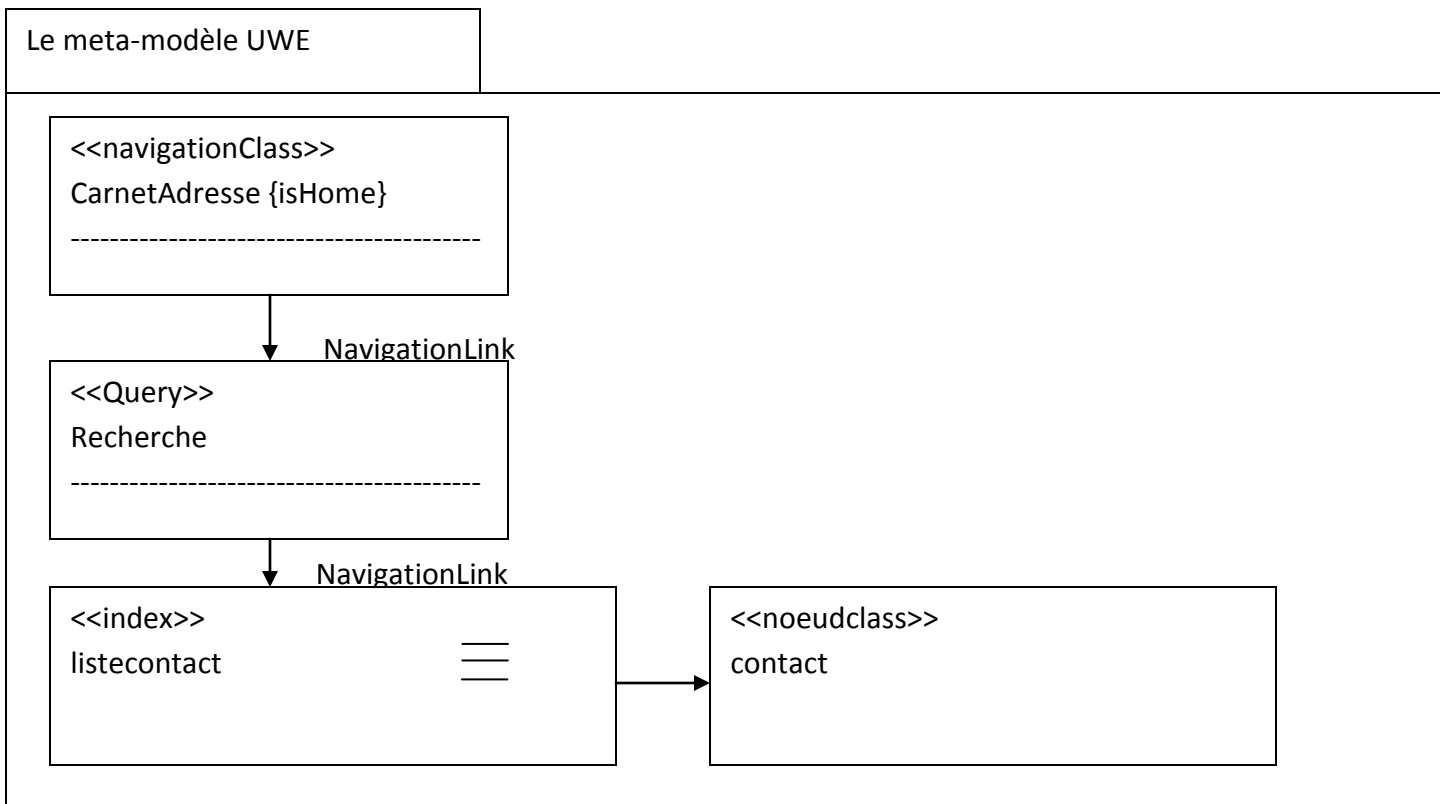 Le meta-modèle UWE
<<navigationClass>>
CarnetAdresse {isHome}
------------------------------------------
NavigationLink
<<Query>>
Recherche
------------------------------------------
NavigationLink
<<index>>
listecontact
<<noeudclass>>
contact